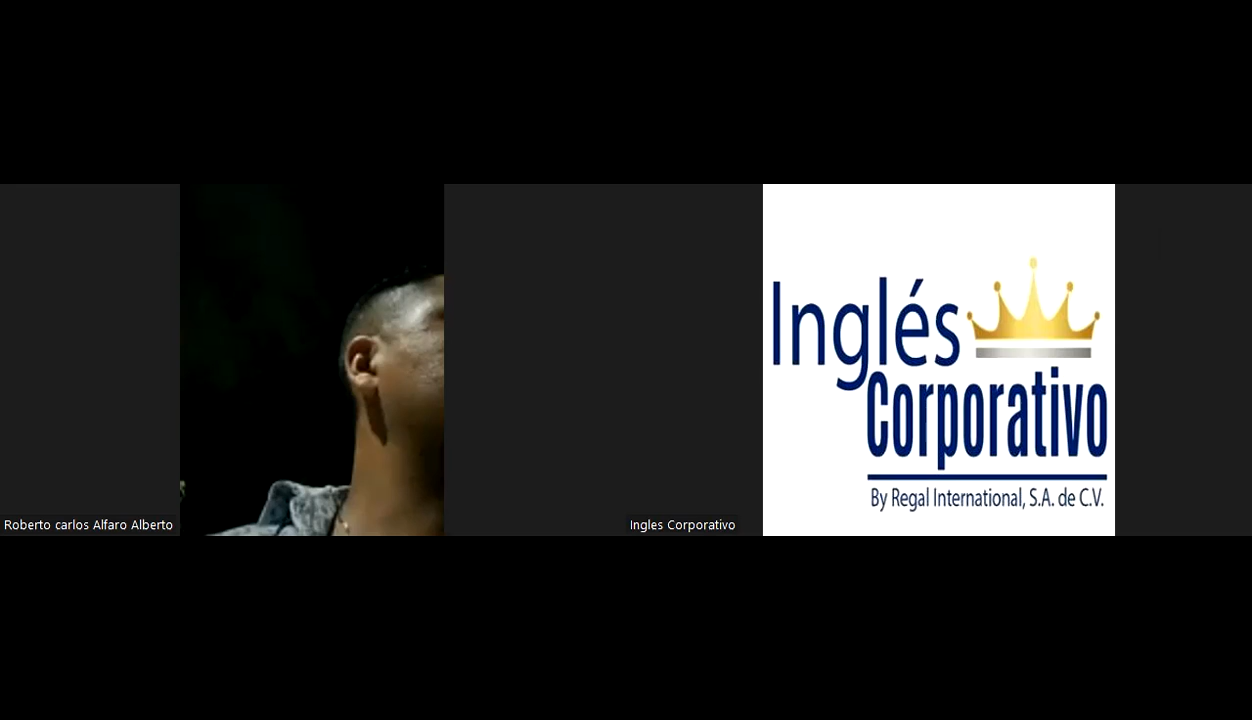 Inglés
Corporativo
By Regal International, S.A. de C.V.
Roberto carlos Alfaro Alberto
Ingles Corporativo